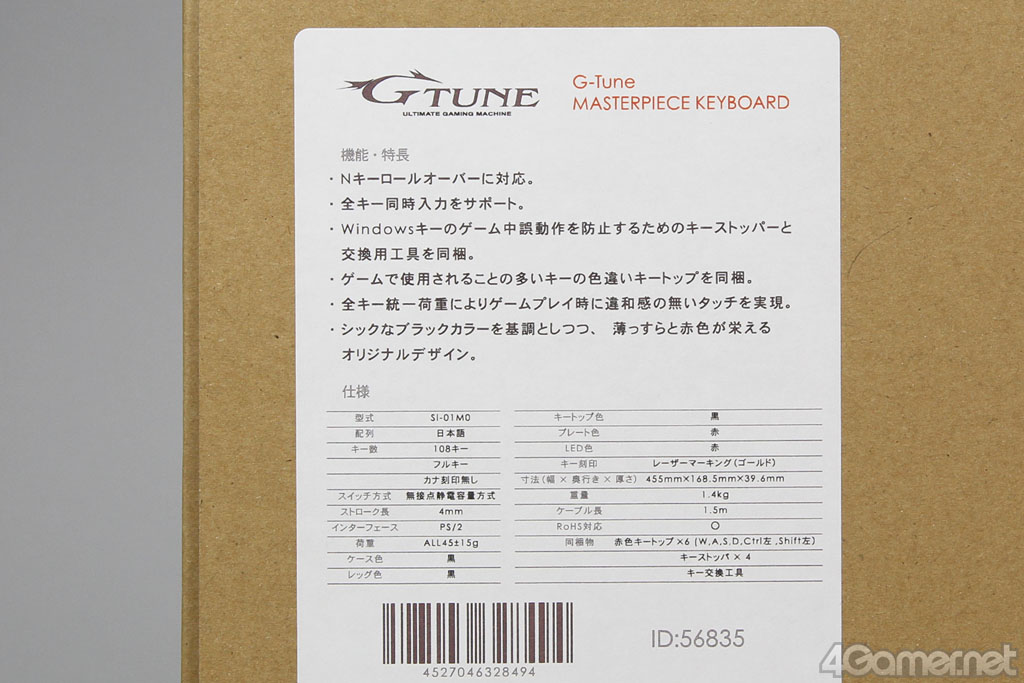 G TUNE
ULTIMATE GAMING MACHINE
G-Tune
MASTERPIECE KEYBOARD
機能・特長
・Nキーロールオーバーに対応。
・全キー同時入力をサポート。
・Windowsキーのゲーム中誤動作を防止するためのキーストッパーと
交換用工具を同梱。
・ゲームで使用されることの多いキーの色違いキートップを同梱。
・全キー統一荷重によりゲームプレイ時に違和感の無いタッチを実現。
・シックなブラックカラーを基調としつつ、 薄っすらと赤色が栄える
オリジナルデザイン。
仕様
型式 SI-01M0
配列 日本語
キー数 108キー
フルキー
カナ刻印無し
スイッチ方式 無接点静電容量方式
ストローク長 4mm
インターフェース PS/2
荷重 ALL45±15g
ケース色 黒
レッグ色 黒
キートップ色 黒
プレート色 赤
LED色 赤
キー刻印 レーザーマーキング(ゴールド)
寸法(幅 × 奥行き × 厚さ) 455mm×168.5mm×39.6mm
重量 1.4kg
ケーブル長 1.5m
RoHS対応 ○
同梱物 赤色キートップ×6 (W,A,S,D,Ctrl左,Shift左)
キーストッパ × 4
キー交換工具
4527046328494
ID:56835
4Gamer.net